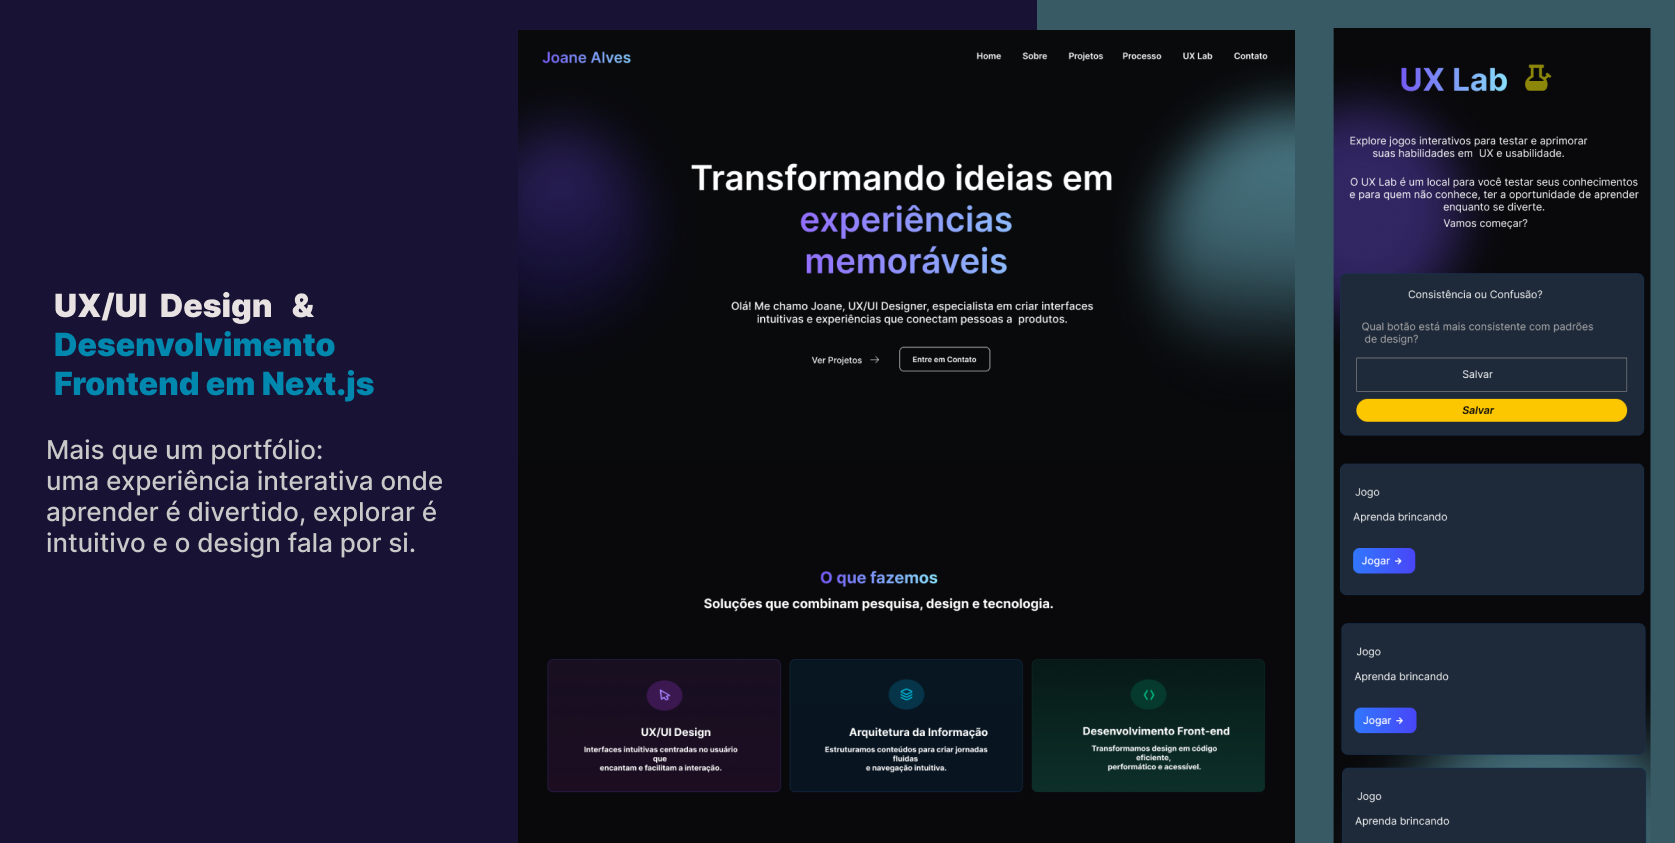 UX/UI Design &
Desenvolvimento
Frontend em Next.js
Mais que um portfólio:
uma experiência interativa onde
aprender é divertido, explorar é
intuitivo e o design fala por si.
Joane Alves
Home Sobre Projetos Processo UX Lab Contato
Transformando ideias em
experiências
memoráveis
Olá! Me chamo Joane, UX/UI Designer, especialista em criar interfaces
intuitivas e experiências que conectam pessoas a produtos.
Ver Projetos → Entre em Contato
O que fazemos
Soluções que combinam pesquisa, design e tecnologia.
UX/UI Design
Interfaces intuitivas centradas no usuário
que
encantam e facilitam a interação.
Arquitetura da Informação
Estruturamos conteúdos para criar jornadas
fluidas
e navegação intuitiva.
Desenvolvimento Front-end
Transformamos design em código
eficiente,
performático e acessível.
UX Lab
Explore jogos interativos para testar e aprimorar
suas habilidades em UX e usabilidade.
O UX Lab é um local para você testar seus conhecimentos
e para quem não conhece, ter a oportunidade de aprender
enquanto se diverte.
Vamos começar?
Consistência ou Confusão?
Qual botão está mais consistente com padrões
de design?
Salvar
Salvar
Jogo
Aprenda brincando
Jogar →
Jogo
Aprenda brincando
Jogar →
Jogo
Aprenda brincando